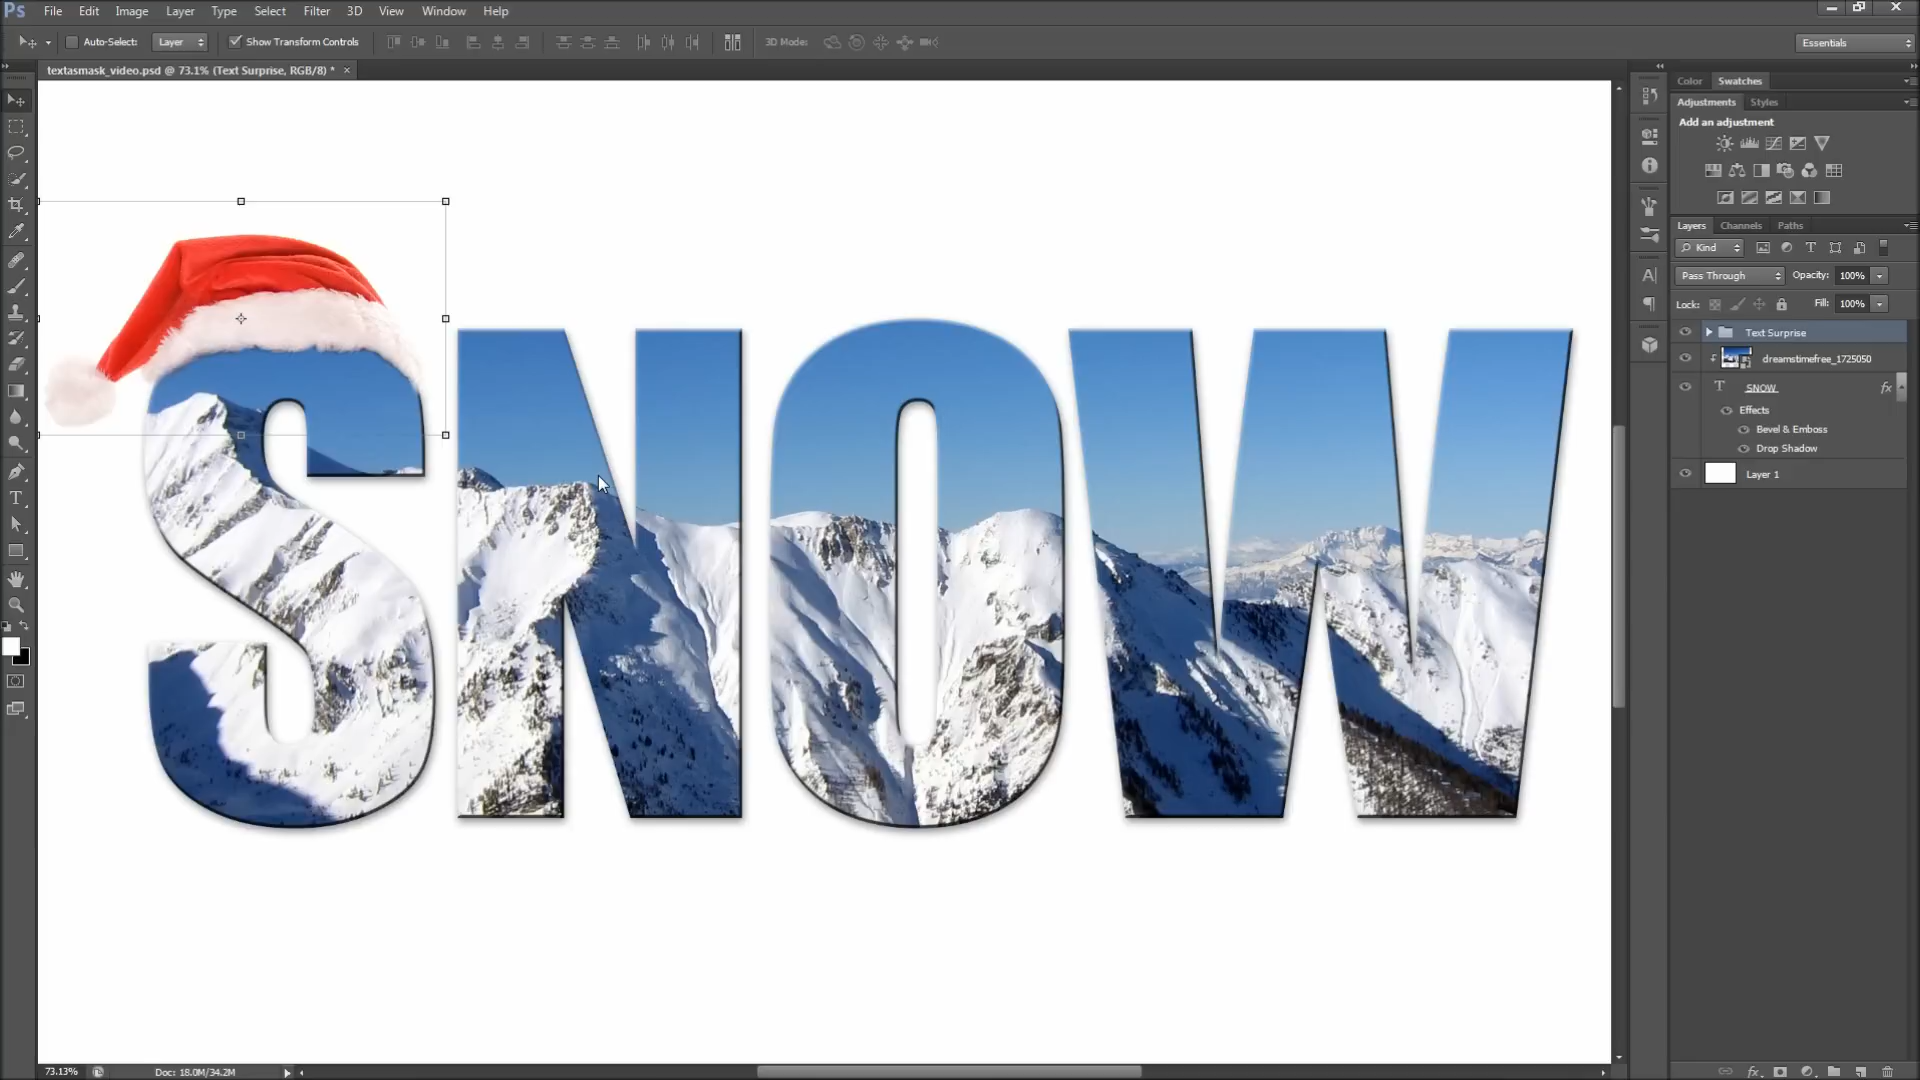 Ps File Edit Image Layer Type Select Filter 3D View Window Help
Auto-Select: Layer Show Transform Controls 3D Mode: Essentials
textasmask_video.psd @ 73.1% (Text Surprise, RGB/8) * ×
Color Swatches
Adjustments Styles
Add an adjustment
Layers Channels Paths
Kind
Pass Through Opacity: 100%
Lock: Fill: 100%
Text Surprise
dreamstimefree_1725050
T SNOW fx
Effects
Bevel & Emboss
Drop Shadow
Layer 1
SNOW
73.13% Doc: 18.0M/34.2M